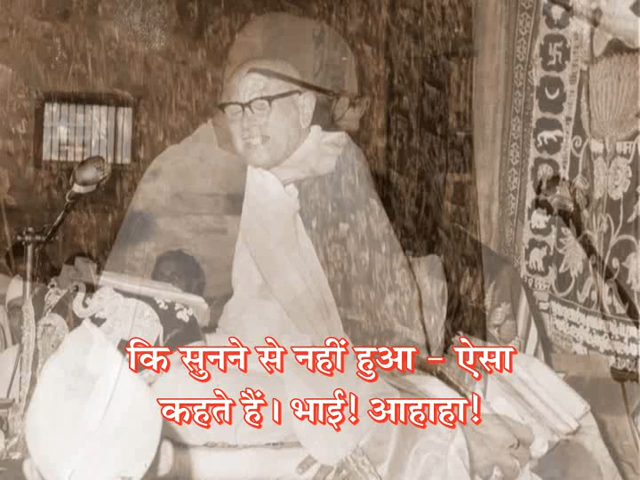 कि सुनने से नहीं हुआ - ऐसा
कहते हैं। भाई! आहाहा!